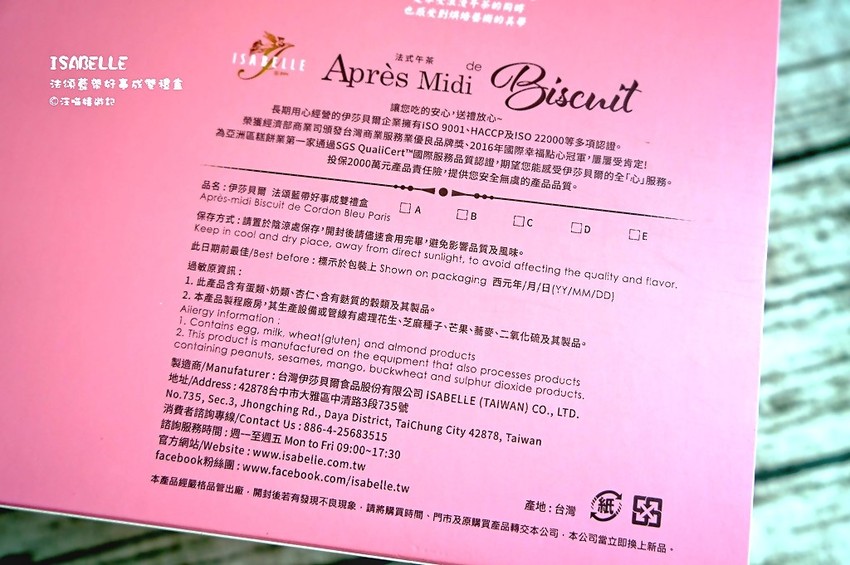 也感受到烘焙藝術的美學
ISABELLE
法頌藍帶好事成雙禮盒
©汪喵嬉遊記
ISABELLE
法式午茶
Après Midi de Biscuit
讓您吃的安心,送禮放心~
長期用心經營的伊莎貝爾企業擁有ISO 9001、HACCP及ISO 22000等多項認證。
榮獲經濟部商業司頒發台灣商業服務業優良品牌獎、2016年國際幸福點心冠軍,屢屢受肯定!
為亞洲區糕餅業第一家通過SGS QualiCert™國際服務品質認證,期望您能感受伊莎貝爾的全「心」服務。
投保2000萬元產品責任險,提供您安全無虞的產品品質。
品名:伊莎貝爾 法頌藍帶好事成雙禮盒 □ A □ B □ C □ D □ E
Aprés-midi Biscuit de Cordon Bleu Paris
保存方式:請置於陰涼處保存,開封後請儘速食用完畢,避免影響品質及風味。
Keep in cool and dry place, away from direct sunlight, to avoid affecting the quality and flavor.
此日期前最佳/Best before : 標示於包裝上 Shown on packaging 西元年/月/日(YY/MM/DD)
過敏原資訊:
1. 此產品含有蛋類、奶類、杏仁、含有麩質的穀類及其製品。
2. 本產品製程廠房,其生產設備或管線有處理花生、芝麻種子、芒果、蕎麥、二氧化硫及其製品。
Allergy Information :
1. Contains egg, milk, wheat(gluten) and almond products
2. This product is manufactured on the equipment that also processes products
containing peanuts, sesames, mango, buckwheat and sulphur dioxide products.
製造商/Manufaturer : 台灣伊莎貝爾食品股份有限公司 iSABELLE (TAIWAN) CO., LTD.
地址/Address : 42878台中市大雅區中清路3段735號
No.735, Sec.3, Jhongching Rd., Daya District, TaiChung City 42878, Taiwan
消費者諮詢專線/Contact Us : 886-4-25683515
諮詢服務時間 : 週一至週五 Mon to Fri 09:00~17:30
官方網站/Website : www.isabelle.com.tw
facebook粉絲團 : www.facebook.com/isabelle.tw
產地:台灣 紙
本產品經嚴格品管出廠,開封後若有發現不良現象,請將購買時間、門市及原購買產品轉交本公司,本公司當立即換上新品。